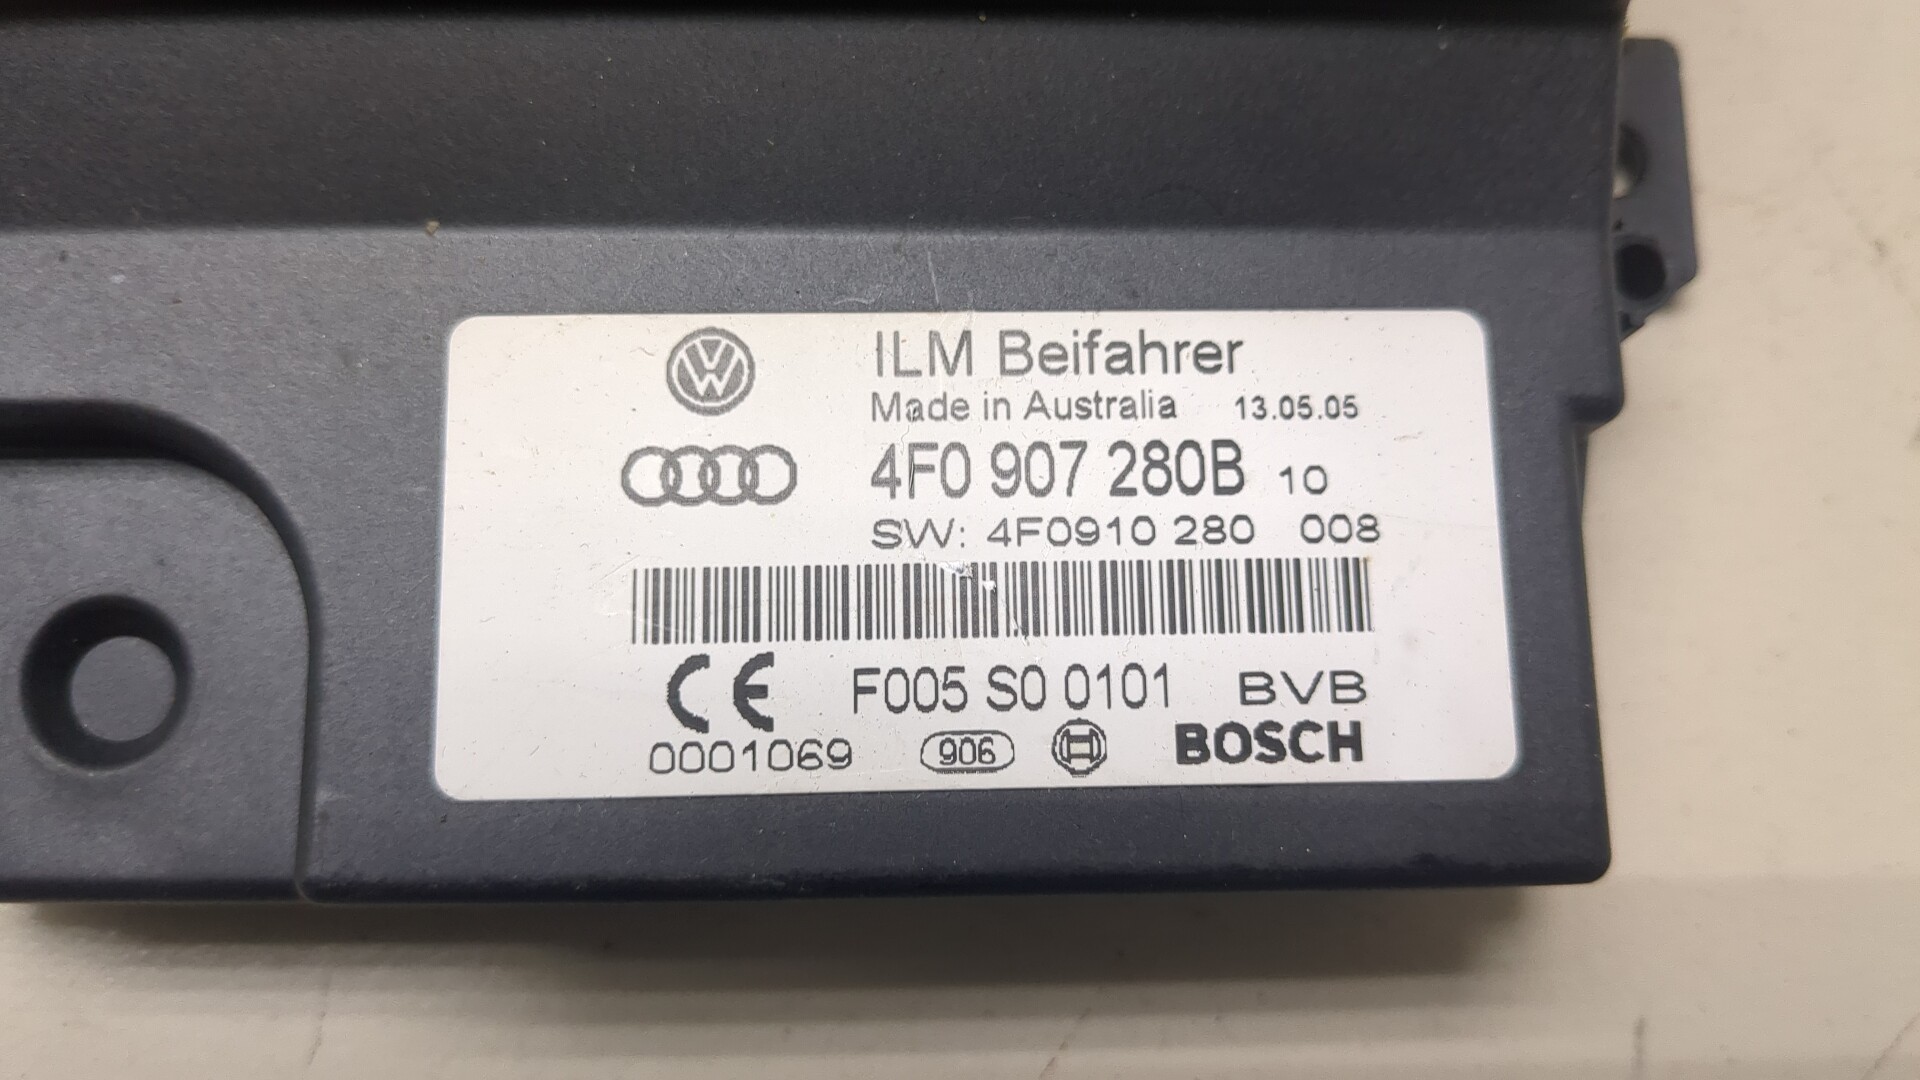 ILM Beifahrer
Made in Australia 13.05.05
4F0 907 280B 10
SW: 4F0910 280 008
CE F005 S0 0101 BVB
0001069 906 BOSCH